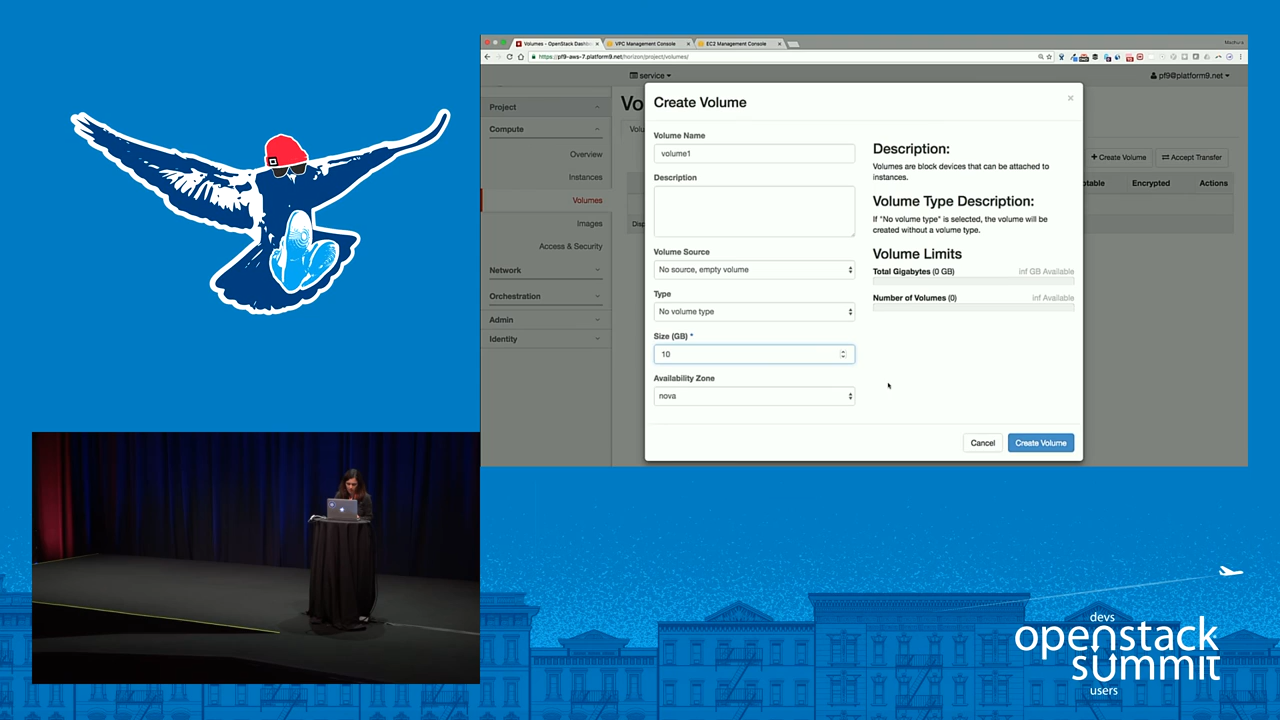 Volumes - OpenStack Dashb
VPC Management Console
EC2 Management Console
https://pf9-aws-7.platform9.net/horizon/project/volumes/
service
pf9@platform9.net
Project
Compute
Overview
Instances
Volumes
Images
Access & Security
Network
Orchestration
Admin
Identity
Vo
Volu
Create Volume
Volume Name
volume1
Description
Volume Source
No source, empty volume
Type
No volume type
Size (GB) *
10
Availability Zone
nova
Description:
Volumes are block devices that can be attached to
instances.
Volume Type Description:
If "No volume type" is selected, the volume will be
created without a volume type.
Volume Limits
Total Gigabytes (0 GB)
inf GB Available
Number of Volumes (0)
inf Available
Cancel
Create Volume
+ Create Volume
Accept Transfer
otable
Encrypted
Actions
Disp
devs
openstack
summit
users